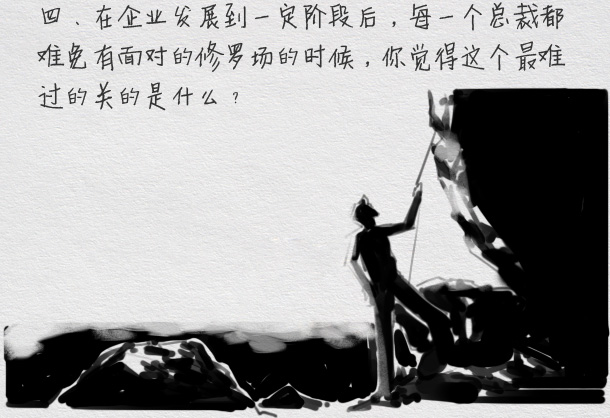 四、在企业发展到一定阶段后，每一个总裁都
难免有面对的修罗场的时候，你觉得这个最难
过的关的是什么？